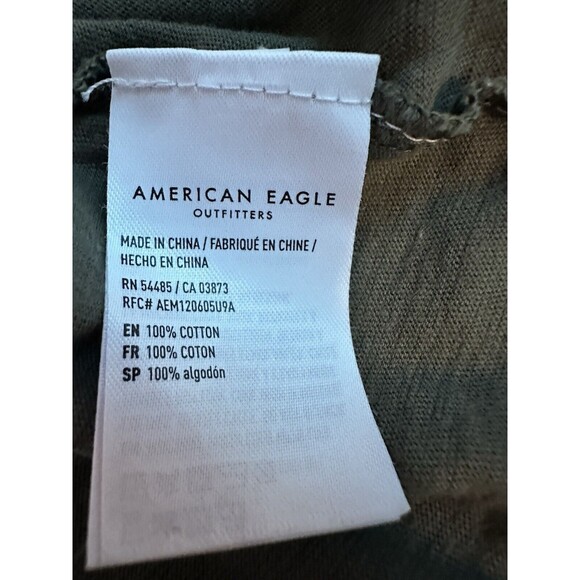 AMERICAN EAGLE
OUTFITTERS
MADE IN CHINA / FABRIQUÉ EN CHINE /
HECHO EN CHINA
RN 54485 / CA 03873
RFC# AEM120605U9A
EN 100% COTTON
FR 100% COTON
SP 100% algodón